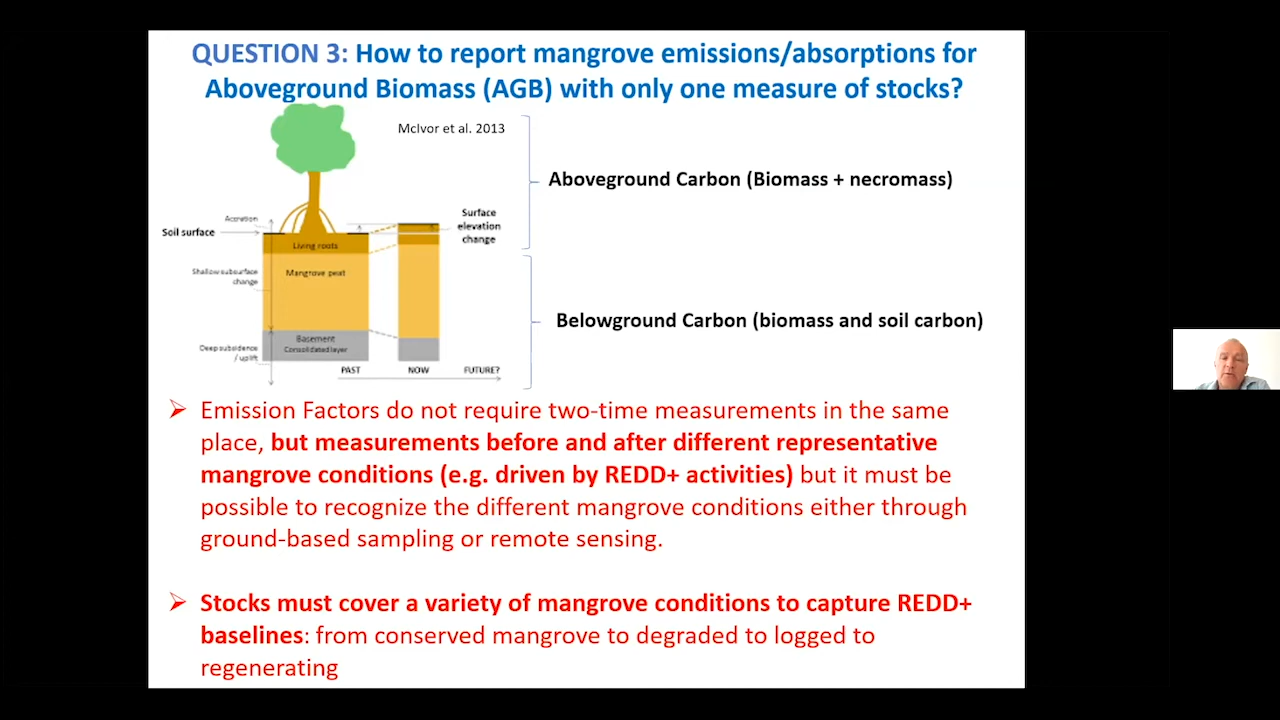 QUESTION 3: How to report mangrove emissions/absorptions for
Aboveground Biomass (AGB) with only one measure of stocks?
McIvor et al. 2013
Aboveground Carbon (Biomass + necromass)
Accretion
Soil surface
Surface
elevation
change
Living roots
Shallow subsurface
change
Mangrove peat
Belowground Carbon (biomass and soil carbon)
Basement
Consolidated layer
Deep subsidence
/ uplift
PAST
NOW
FUTURE?
➢ Emission Factors do not require two-time measurements in the same
place, but measurements before and after different representative
mangrove conditions (e.g. driven by REDD+ activities) but it must be
possible to recognize the different mangrove conditions either through
ground-based sampling or remote sensing.
➢ Stocks must cover a variety of mangrove conditions to capture REDD+
baselines: from conserved mangrove to degraded to logged to
regenerating